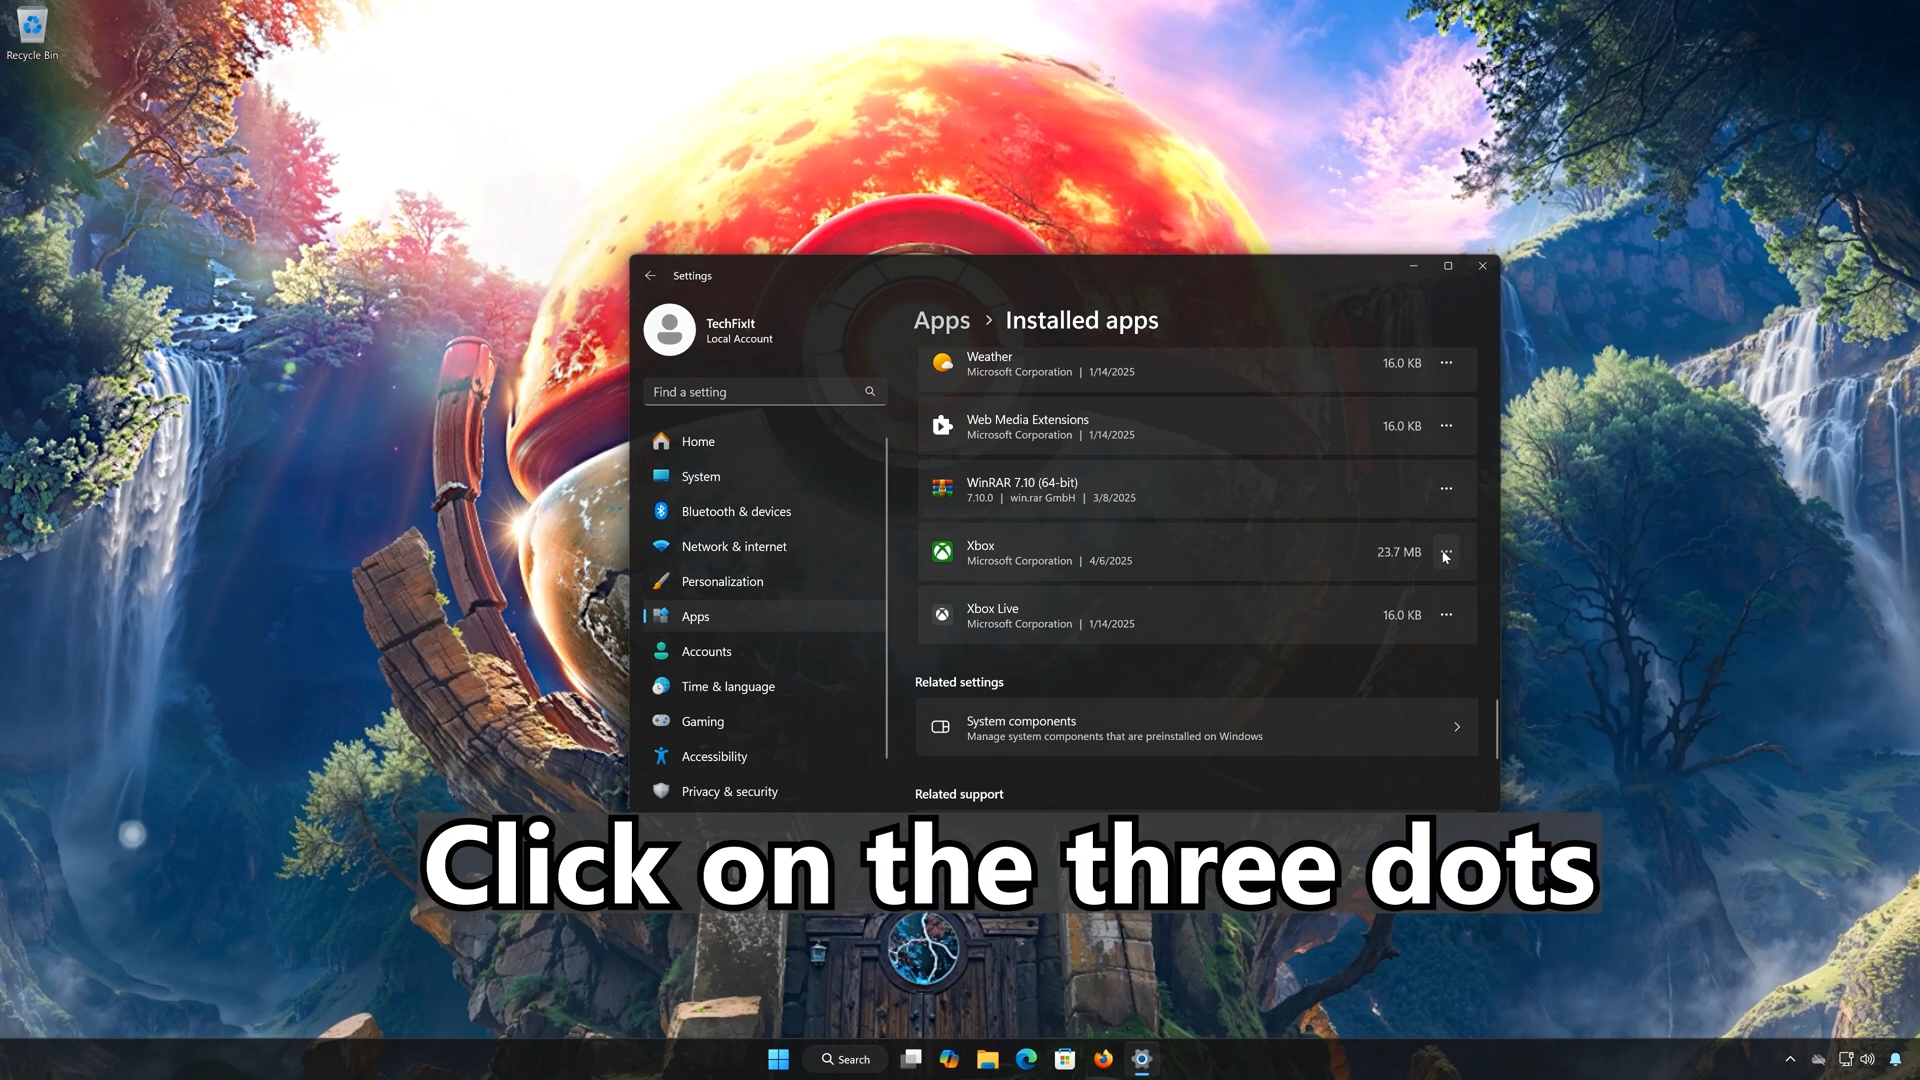 Recycle Bin
Settings
TechFixIt
Local Account
Find a setting
Home
System
Bluetooth & devices
Network & internet
Personalization
Apps
Accounts
Time & language
Gaming
Accessibility
Privacy & security
Apps › Installed apps
Weather
Microsoft Corporation | 1/14/2025
16.0 KB
Web Media Extensions
Microsoft Corporation | 1/14/2025
16.0 KB
WinRAR 7.10 (64-bit)
7.10.0 | win.rar GmbH | 3/8/2025
Xbox
Microsoft Corporation | 4/6/2025
23.7 MB
Xbox Live
Microsoft Corporation | 1/14/2025
16.0 KB
Related settings
System components
Manage system components that are preinstalled on Windows
Related support
Click on the three dots
Search